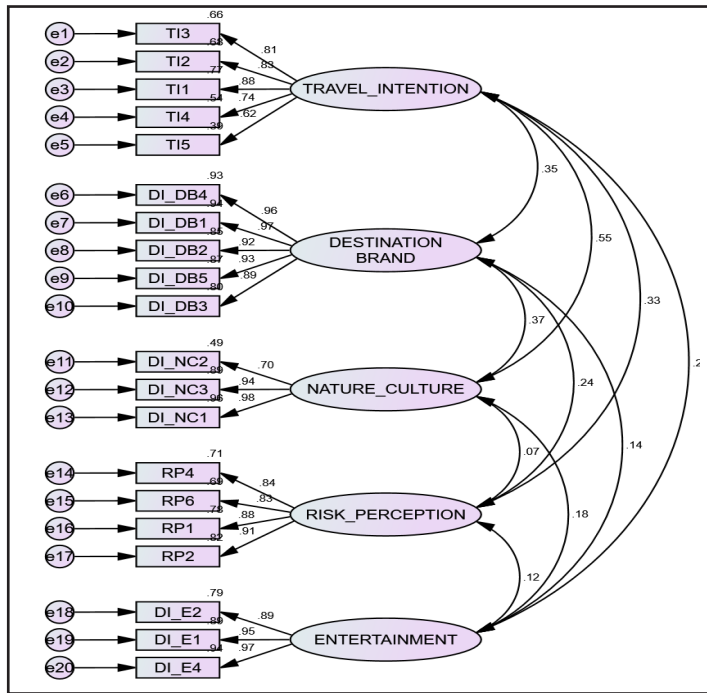 .66
e1 TI3 .81
.68
e2 TI2 .83
.77
e3 TI1 .88 TRAVEL_INTENTION
.54 .74
e4 TI4
.39 .62
e5 TI5
.35
.93
e6 DI_DB4 .96
.94
e7 DI_DB1 .97
.85
e8 DI_DB2 .92 DESTINATION
BRAND
.87 .93
e9 DI_DB5
.80 .89
e10 DI_DB3
.55
.33
.37
.49
e11 DI_NC2 .70
.89
e12 DI_NC3 .94 NATURE_CULTURE
.96 .98
e13 DI_NC1
.24
.14
.07
.71
e14 RP4 .84
.69
e15 RP6 .83 RISK_PERCEPTION
.78 .88
e16 RP1
.82 .91
e17 RP2
.18
.12
.79
e18 DI_E2 .89
.89
e19 DI_E1 .95 ENTERTAINMENT
.94 .97
e20 DI_E4